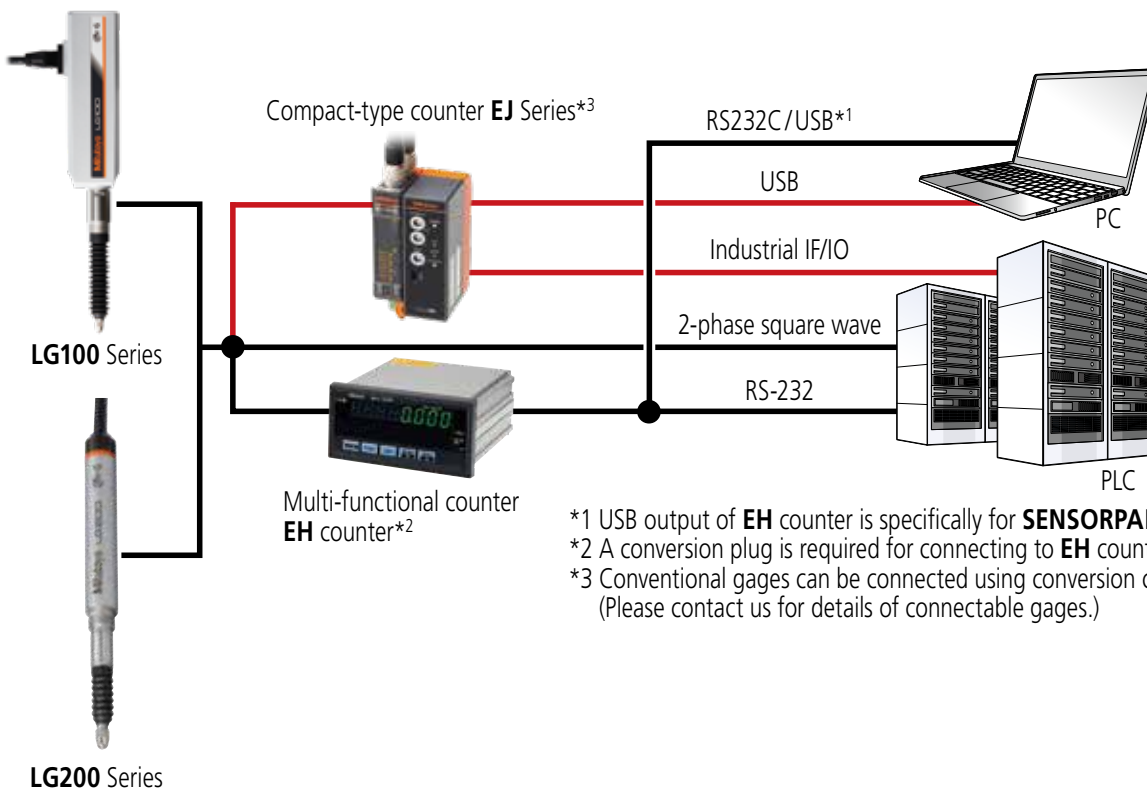 Compact-type counter EJ Series*3
RS232C/USB*1
USB
PC
Industrial IF/IO
2-phase square wave
RS-232
PLC
LG100 Series
Multi-functional counter
EH counter*2
*1 USB output of EH counter is specifically for
*2 A conversion plug is required for connecting to EH
*3 Conventional gages can be connected using conversion
(Please contact us for details of connectable gages.)
Mitutoyo LG200
LG200 Series